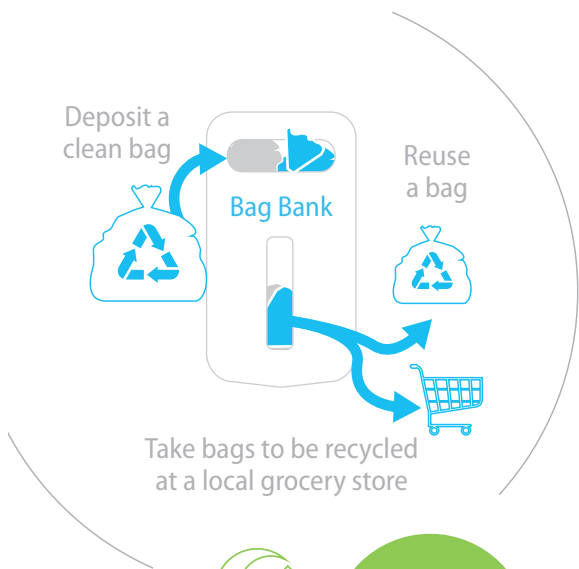 Deposit a
clean bag
Bag Bank
Reuse
a bag
Take bags to be recycled
at a local grocery store